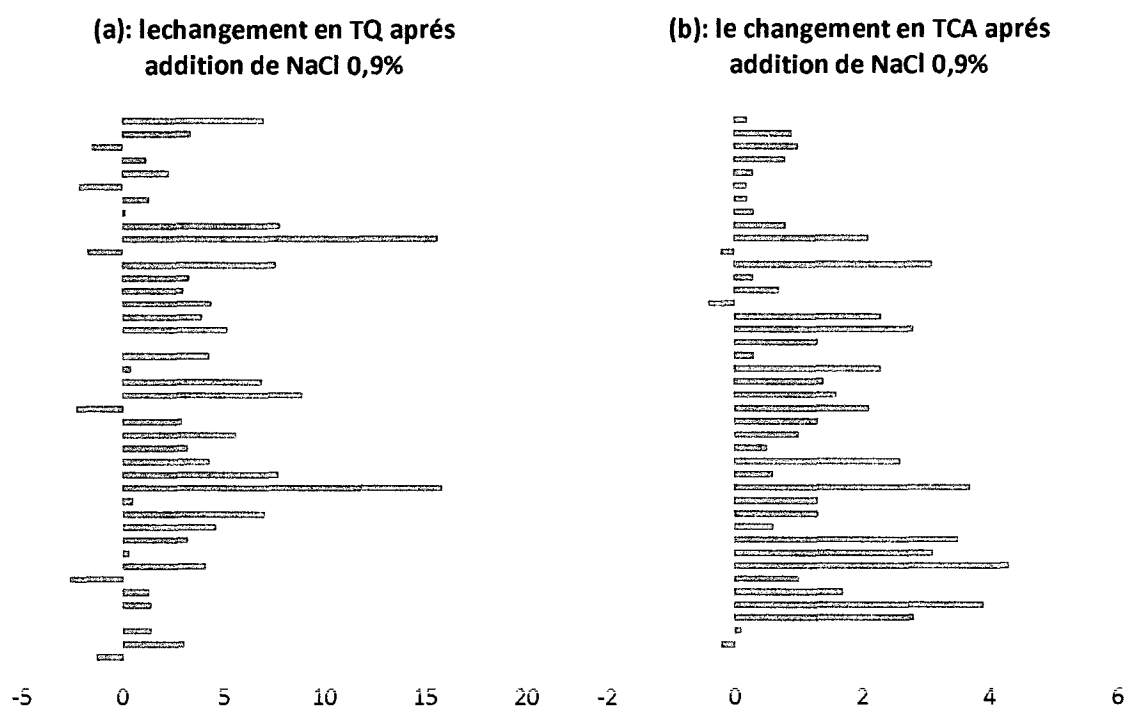 (a): lechangement en TQ aprés
addition de NaCl 0,9%
(b): le changement en TCA aprés
addition de NaCl 0,9%
-5 0 5 10 15 20
-2 0 2 4 6